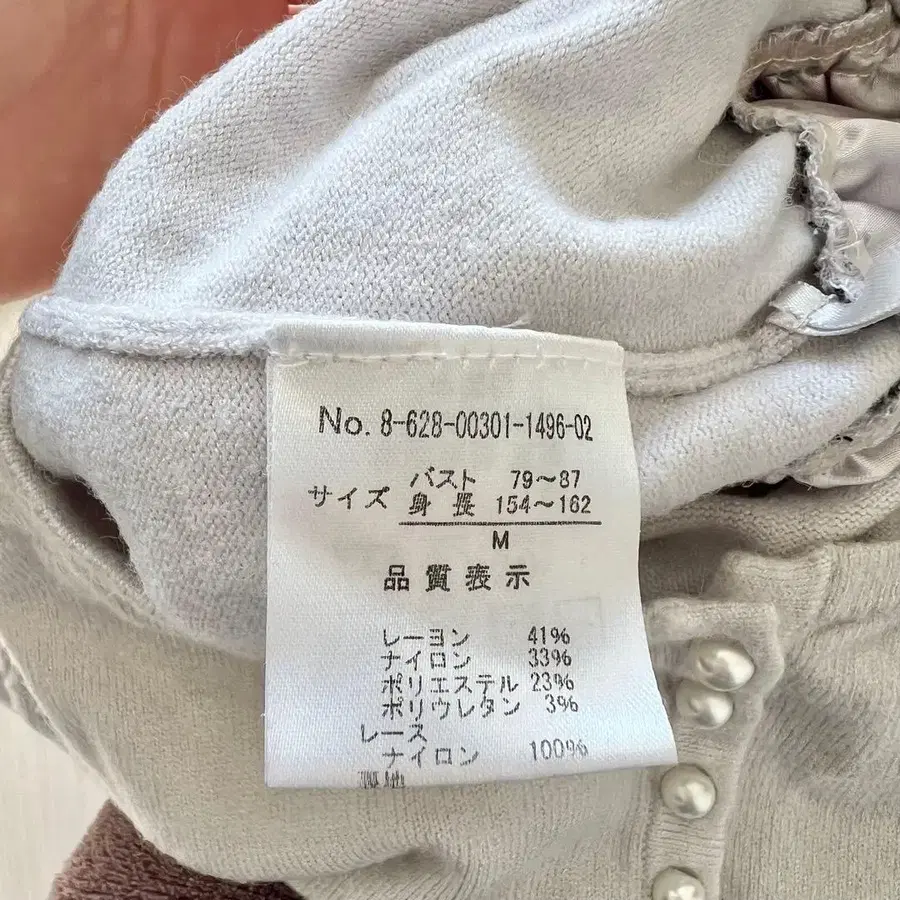 No. 8-628-00301-1496-02
サイズ バスト 79〜87
身長 154〜162
M
品質表示
レーヨン 41%
ナイロン 33%
ポリエステル 23%
ポリウレタン 3%
レース
ナイロン 100%